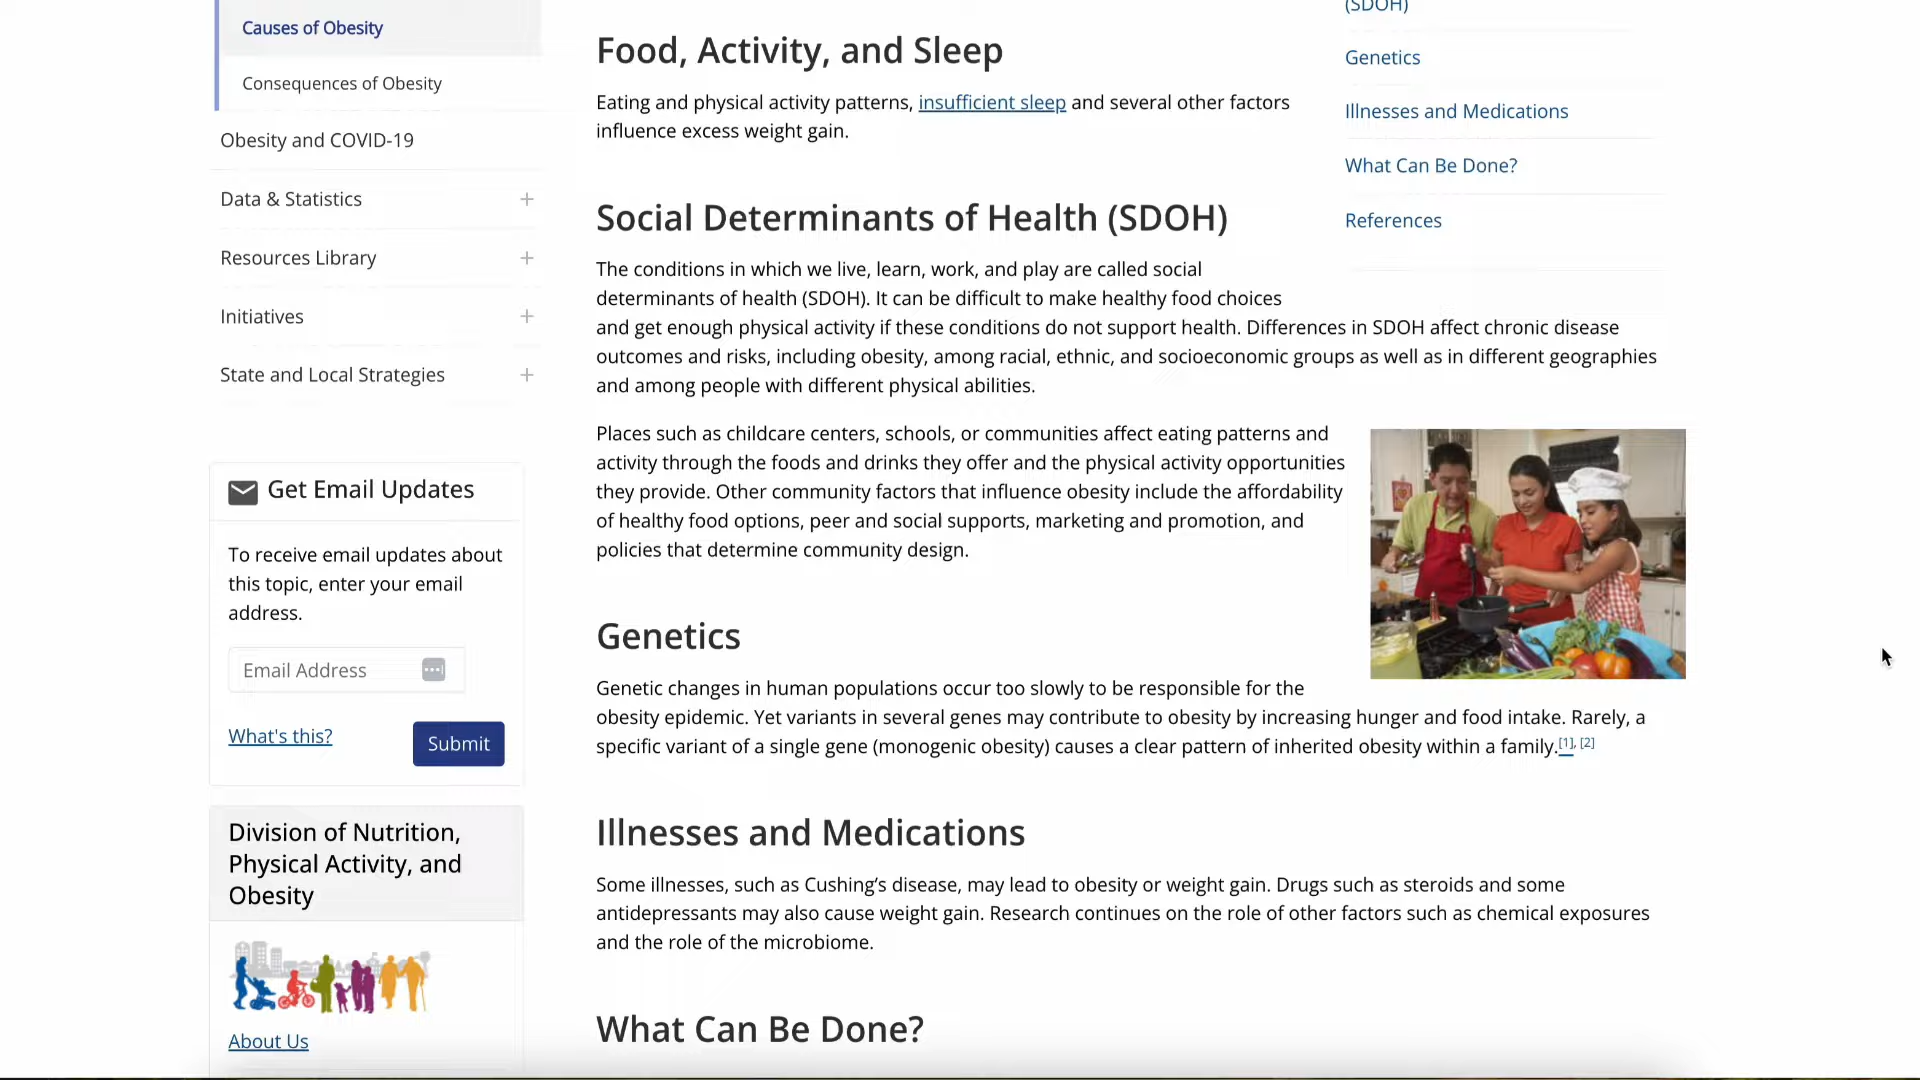 Causes of Obesity
Consequences of Obesity
Obesity and COVID-19
Data & Statistics
Resources Library
Initiatives
State and Local Strategies
Get Email Updates
To receive email updates about
this topic, enter your email
address.
Email Address
What's this?
Submit
Division of Nutrition,
Physical Activity, and
Obesity
About Us
Food, Activity, and Sleep
Eating and physical activity patterns, insufficient sleep and several other factors
influence excess weight gain.
Social Determinants of Health (SDOH)
The conditions in which we live, learn, work, and play are called social
determinants of health (SDOH). It can be difficult to make healthy food choices
and get enough physical activity if these conditions do not support health. Differences in SDOH affect chronic disease
outcomes and risks, including obesity, among racial, ethnic, and socioeconomic groups as well as in different geographies
and among people with different physical abilities.
Places such as childcare centers, schools, or communities affect eating patterns and
activity through the foods and drinks they offer and the physical activity opportunities
they provide. Other community factors that influence obesity include the affordability
of healthy food options, peer and social supports, marketing and promotion, and
policies that determine community design.
Genetics
Genetic changes in human populations occur too slowly to be responsible for the
obesity epidemic. Yet variants in several genes may contribute to obesity by increasing hunger and food intake. Rarely, a
specific variant of a single gene (monogenic obesity) causes a clear pattern of inherited obesity within a family.[1], [2]
Illnesses and Medications
Some illnesses, such as Cushing’s disease, may lead to obesity or weight gain. Drugs such as steroids and some
antidepressants may also cause weight gain. Research continues on the role of other factors such as chemical exposures
and the role of the microbiome.
What Can Be Done?
(SDOH)
Genetics
Illnesses and Medications
What Can Be Done?
References